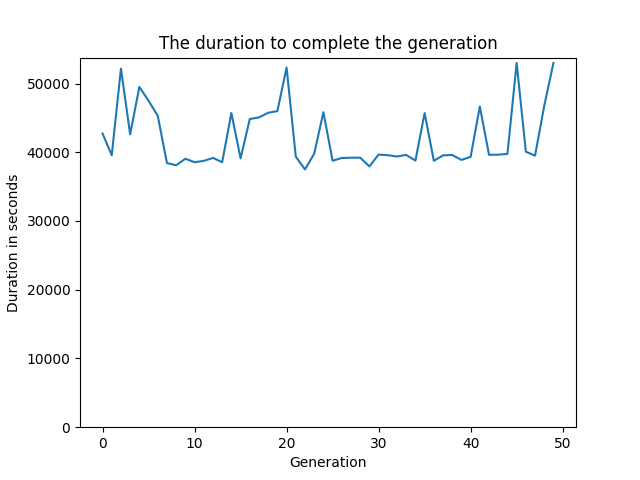 The duration to complete the generation
50000
40000
30000
20000
10000
0
Duration in seconds
0 10 20 30 40 50
Generation